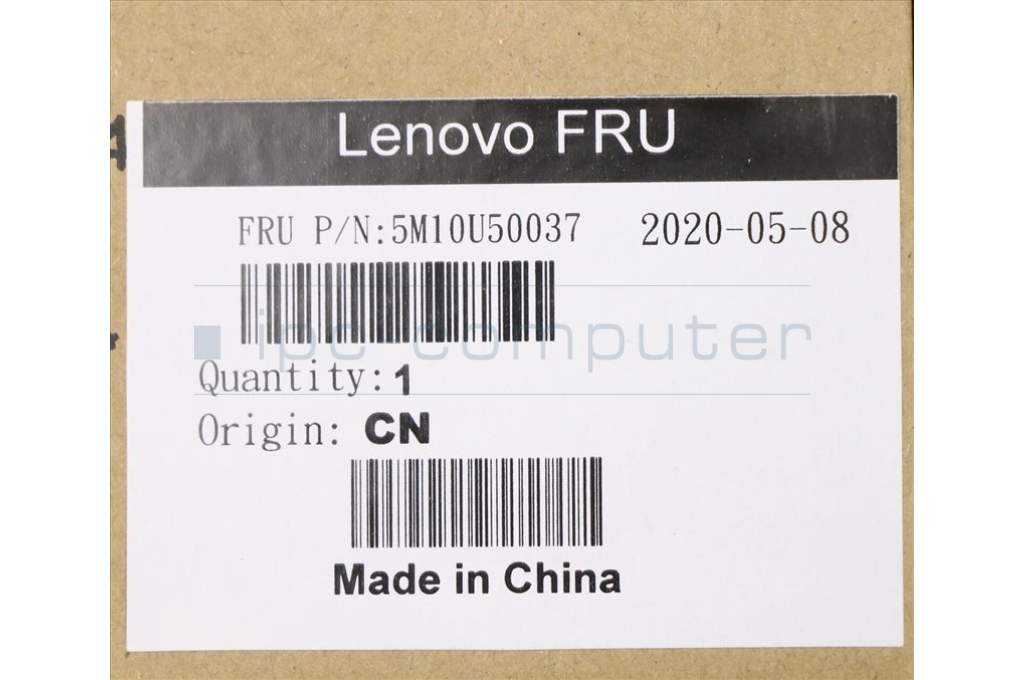 Lenovo FRU
FRU P/N:5M10U50037 2020-05-08
ipc computer
Quantity: 1
Origin: CN
Made in China